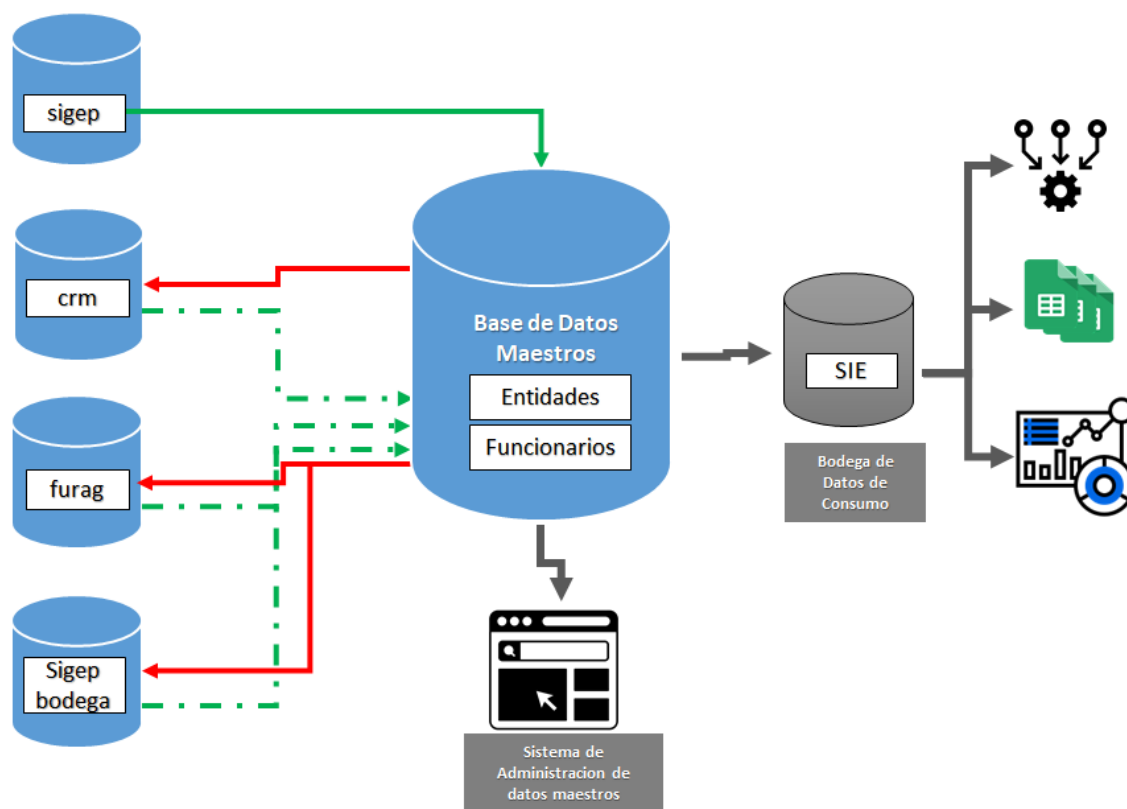 sigep
crm
furag
Sigep
bodega
Base de Datos
Maestros
Entidades
Funcionarios
Sistema de
Administracion de
datos maestros
SIE
Bodega de
Datos de
Consumo